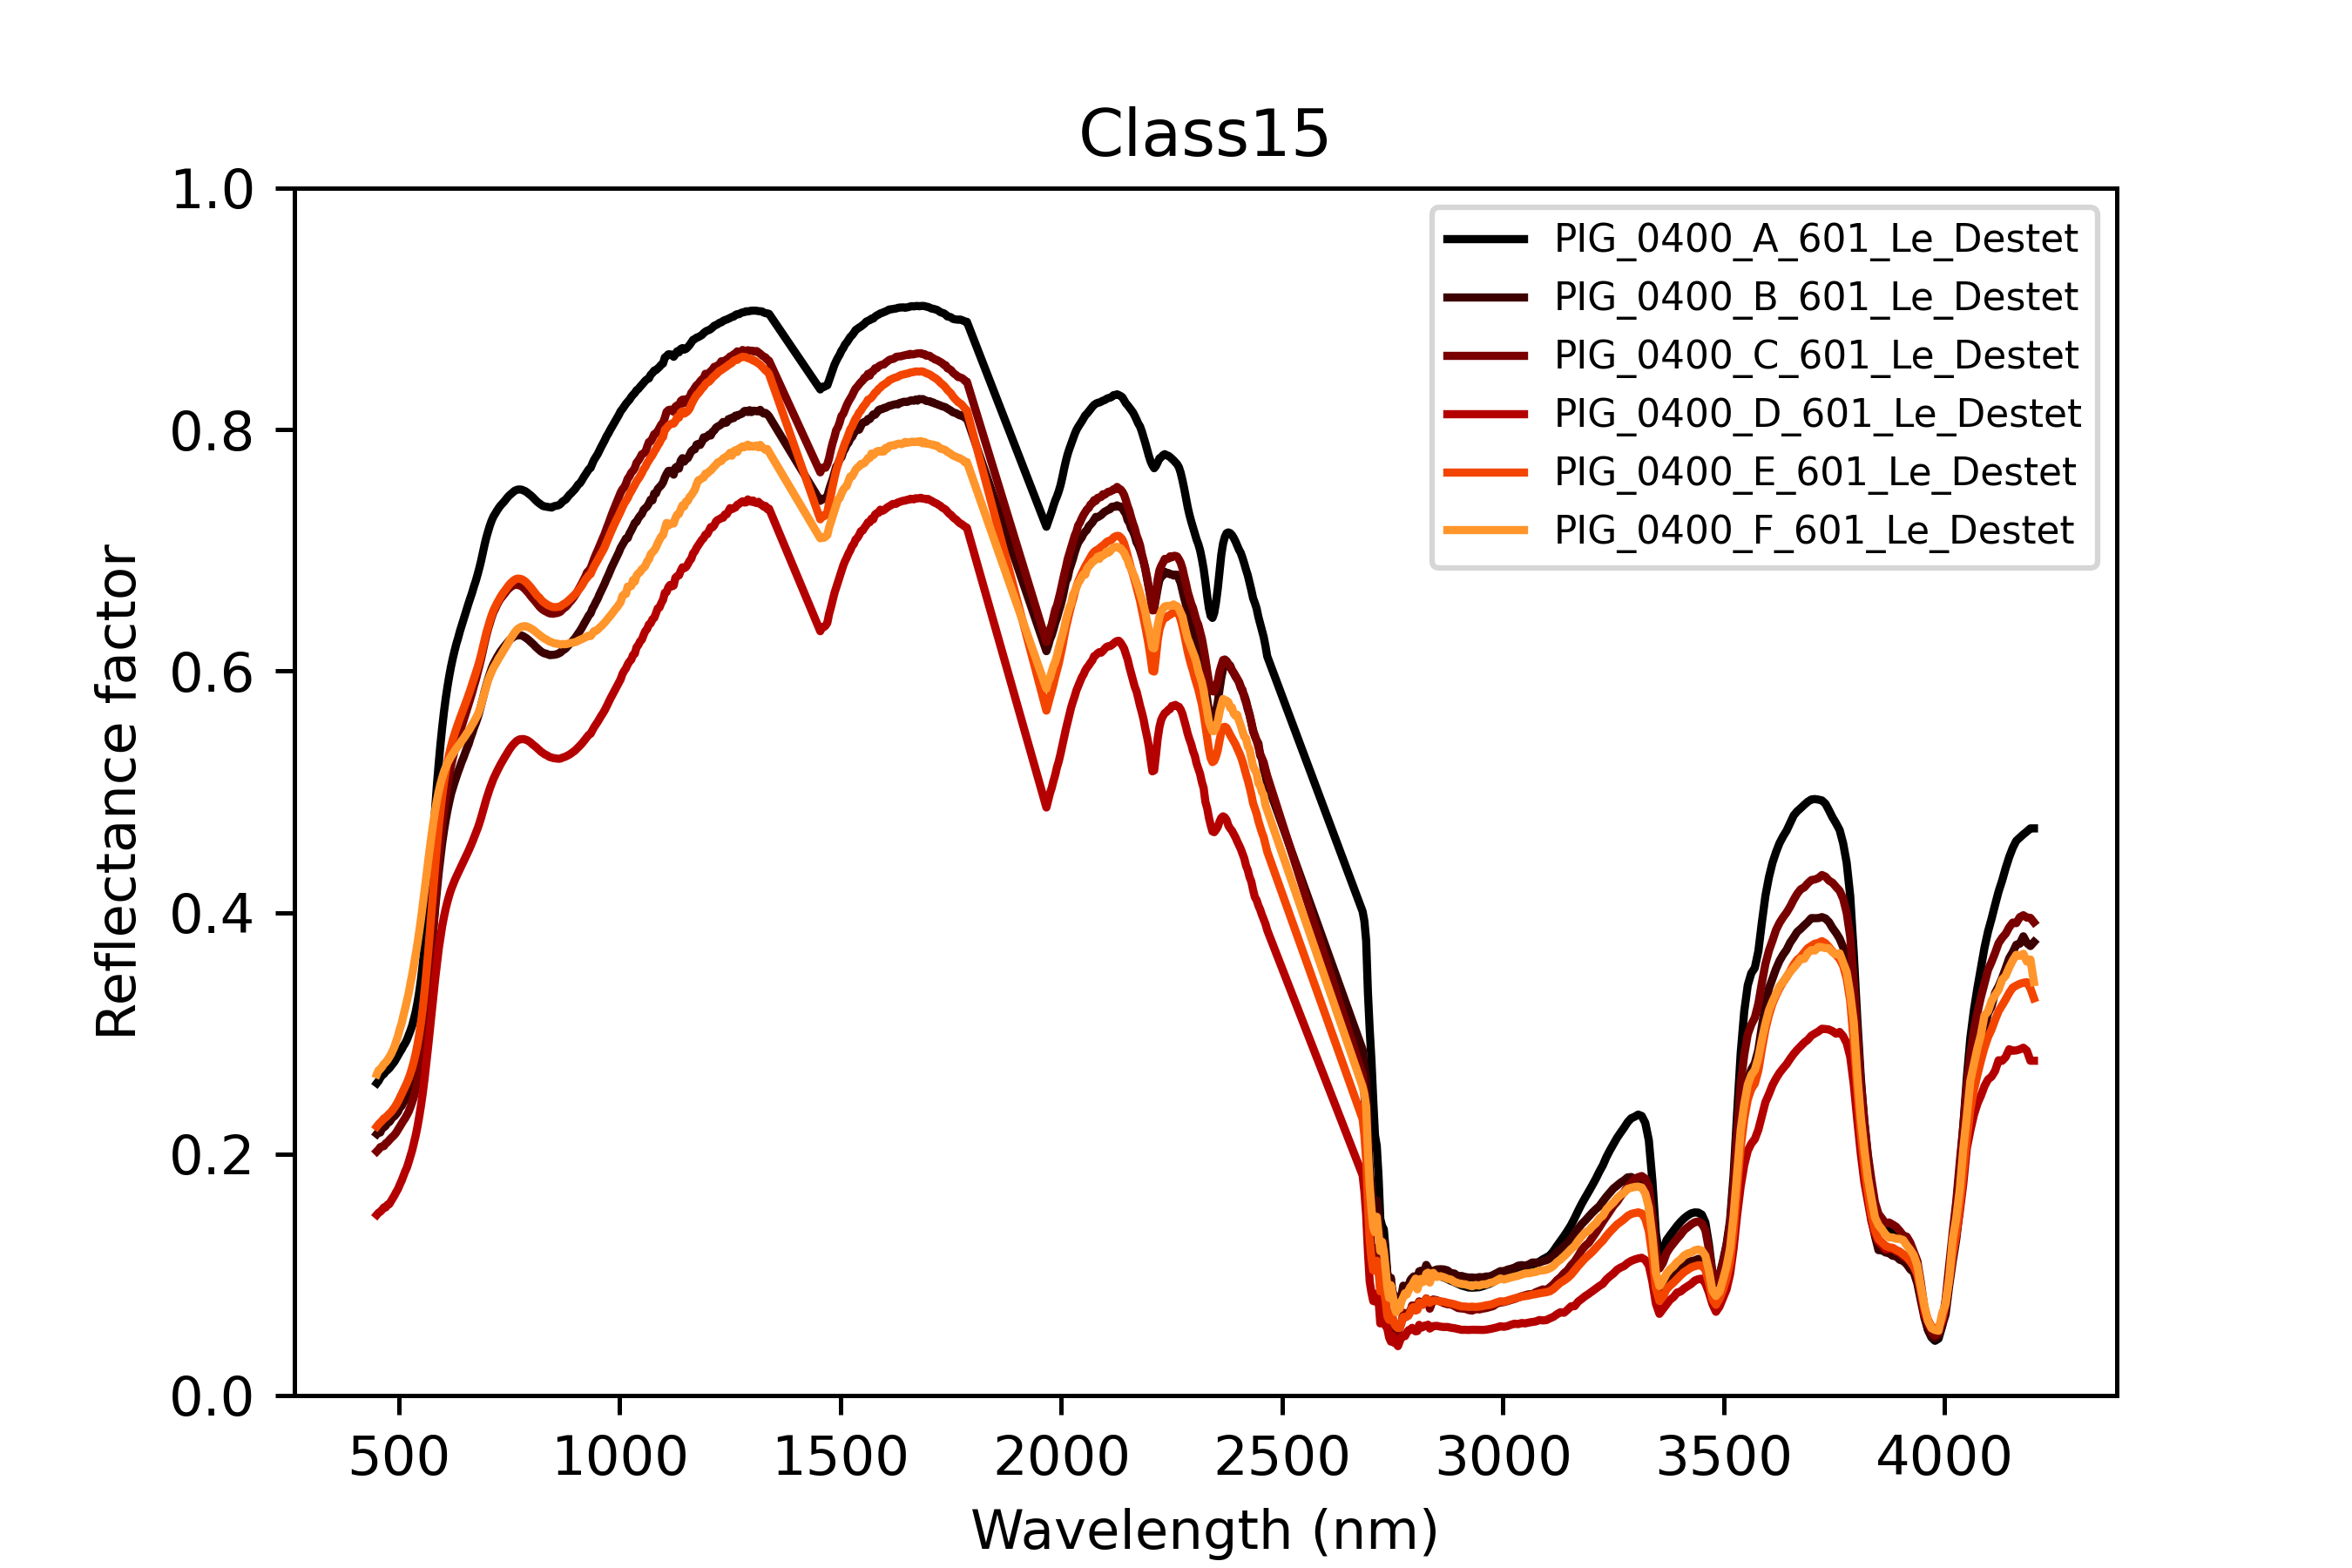 Class15
Reflectance factor
1.0
0.8
0.6
0.4
0.2
0.0
PIG_0400_A_601_Le_Destet
PIG_0400_B_601_Le_Destet
PIG_0400_C_601_Le_Destet
PIG_0400_D_601_Le_Destet
PIG_0400_E_601_Le_Destet
PIG_0400_F_601_Le_Destet
500 1000 1500 2000 2500 3000 3500 4000
Wavelength (nm)